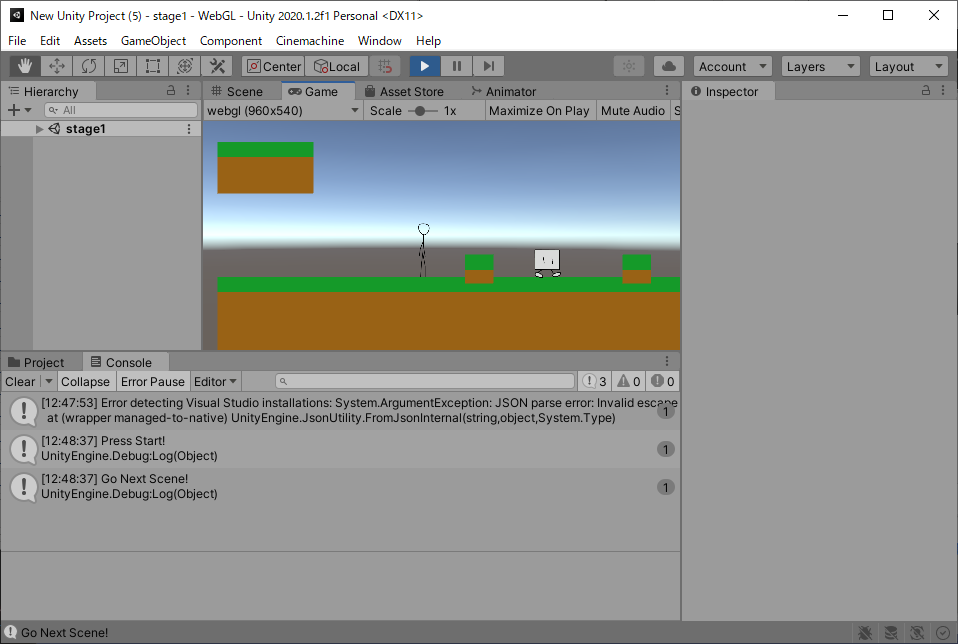 New Unity Project (5) - stage1 - WebGL - Unity 2020.1.2f1 Personal <DX11>
File Edit Assets GameObject Component Cinemachine Window Help
Center Local Account Layers Layout
Hierarchy Scene Game Asset Store Animator Inspector
All webgl (960x540) Scale 1x Maximize On Play Mute Audio S
stage1
Project Console
Clear Collapse Error Pause Editor 3 0 0
[12:47:53] Error detecting Visual Studio installations: System.ArgumentException: JSON parse error: Invalid escape
at (wrapper managed-to-native) UnityEngine.JsonUtility.FromJsonInternal(string,object,System.Type)
1
[12:48:37] Press Start!
UnityEngine.Debug:Log(Object)
1
[12:48:37] Go Next Scene!
UnityEngine.Debug:Log(Object)
1
Go Next Scene!